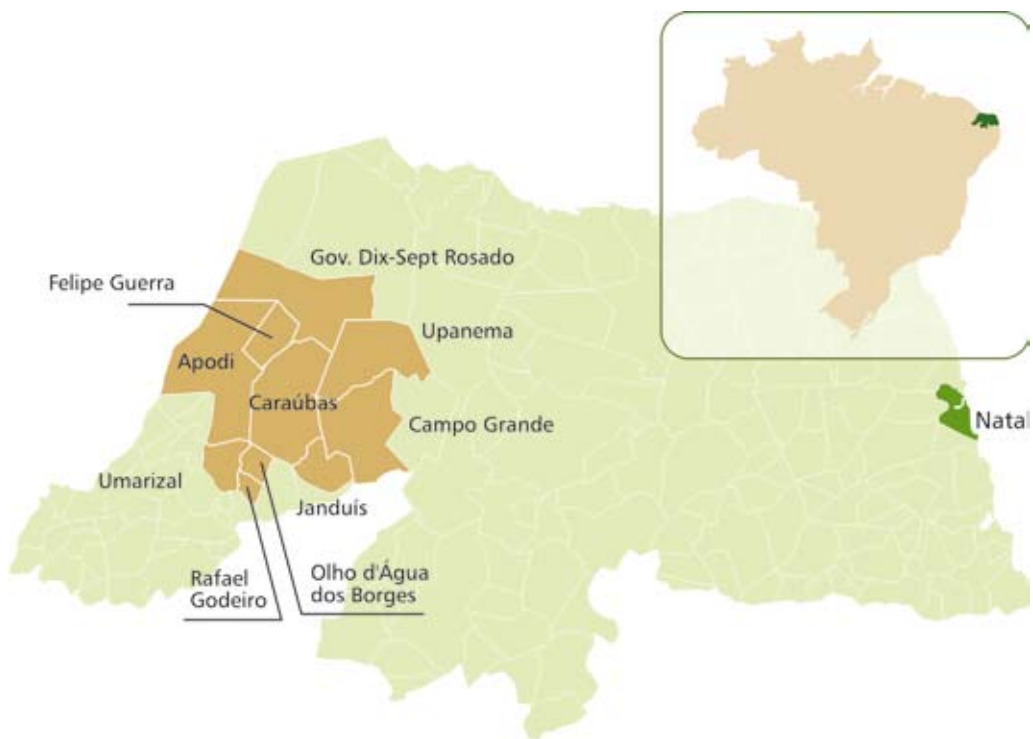 Gov. Dix-Sept Rosado
Felipe Guerra
Upanema
Apodi
Caraúbas
Campo Grande
Natal
Umarizal
Janduís
Rafael
Godeiro
Olho d'Água
dos Borges